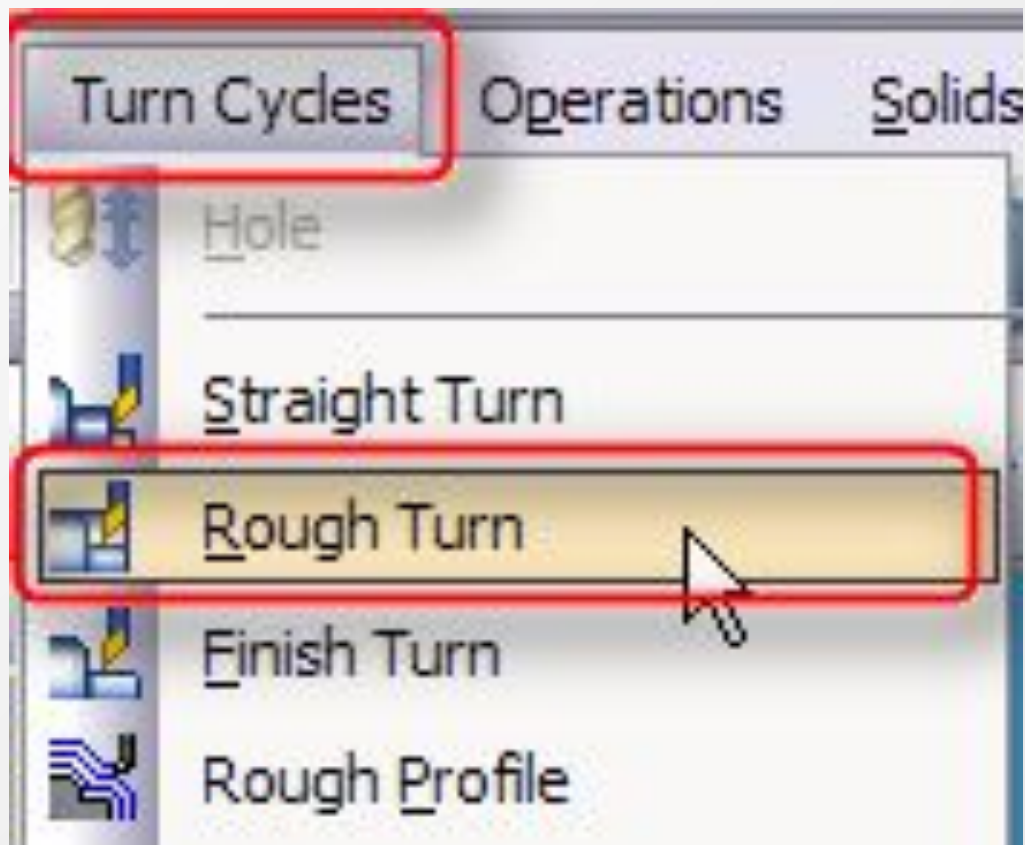 Turn Cycles Operations Solids
Hole
Straight Turn
Rough Turn
Finish Turn
Rough Profile